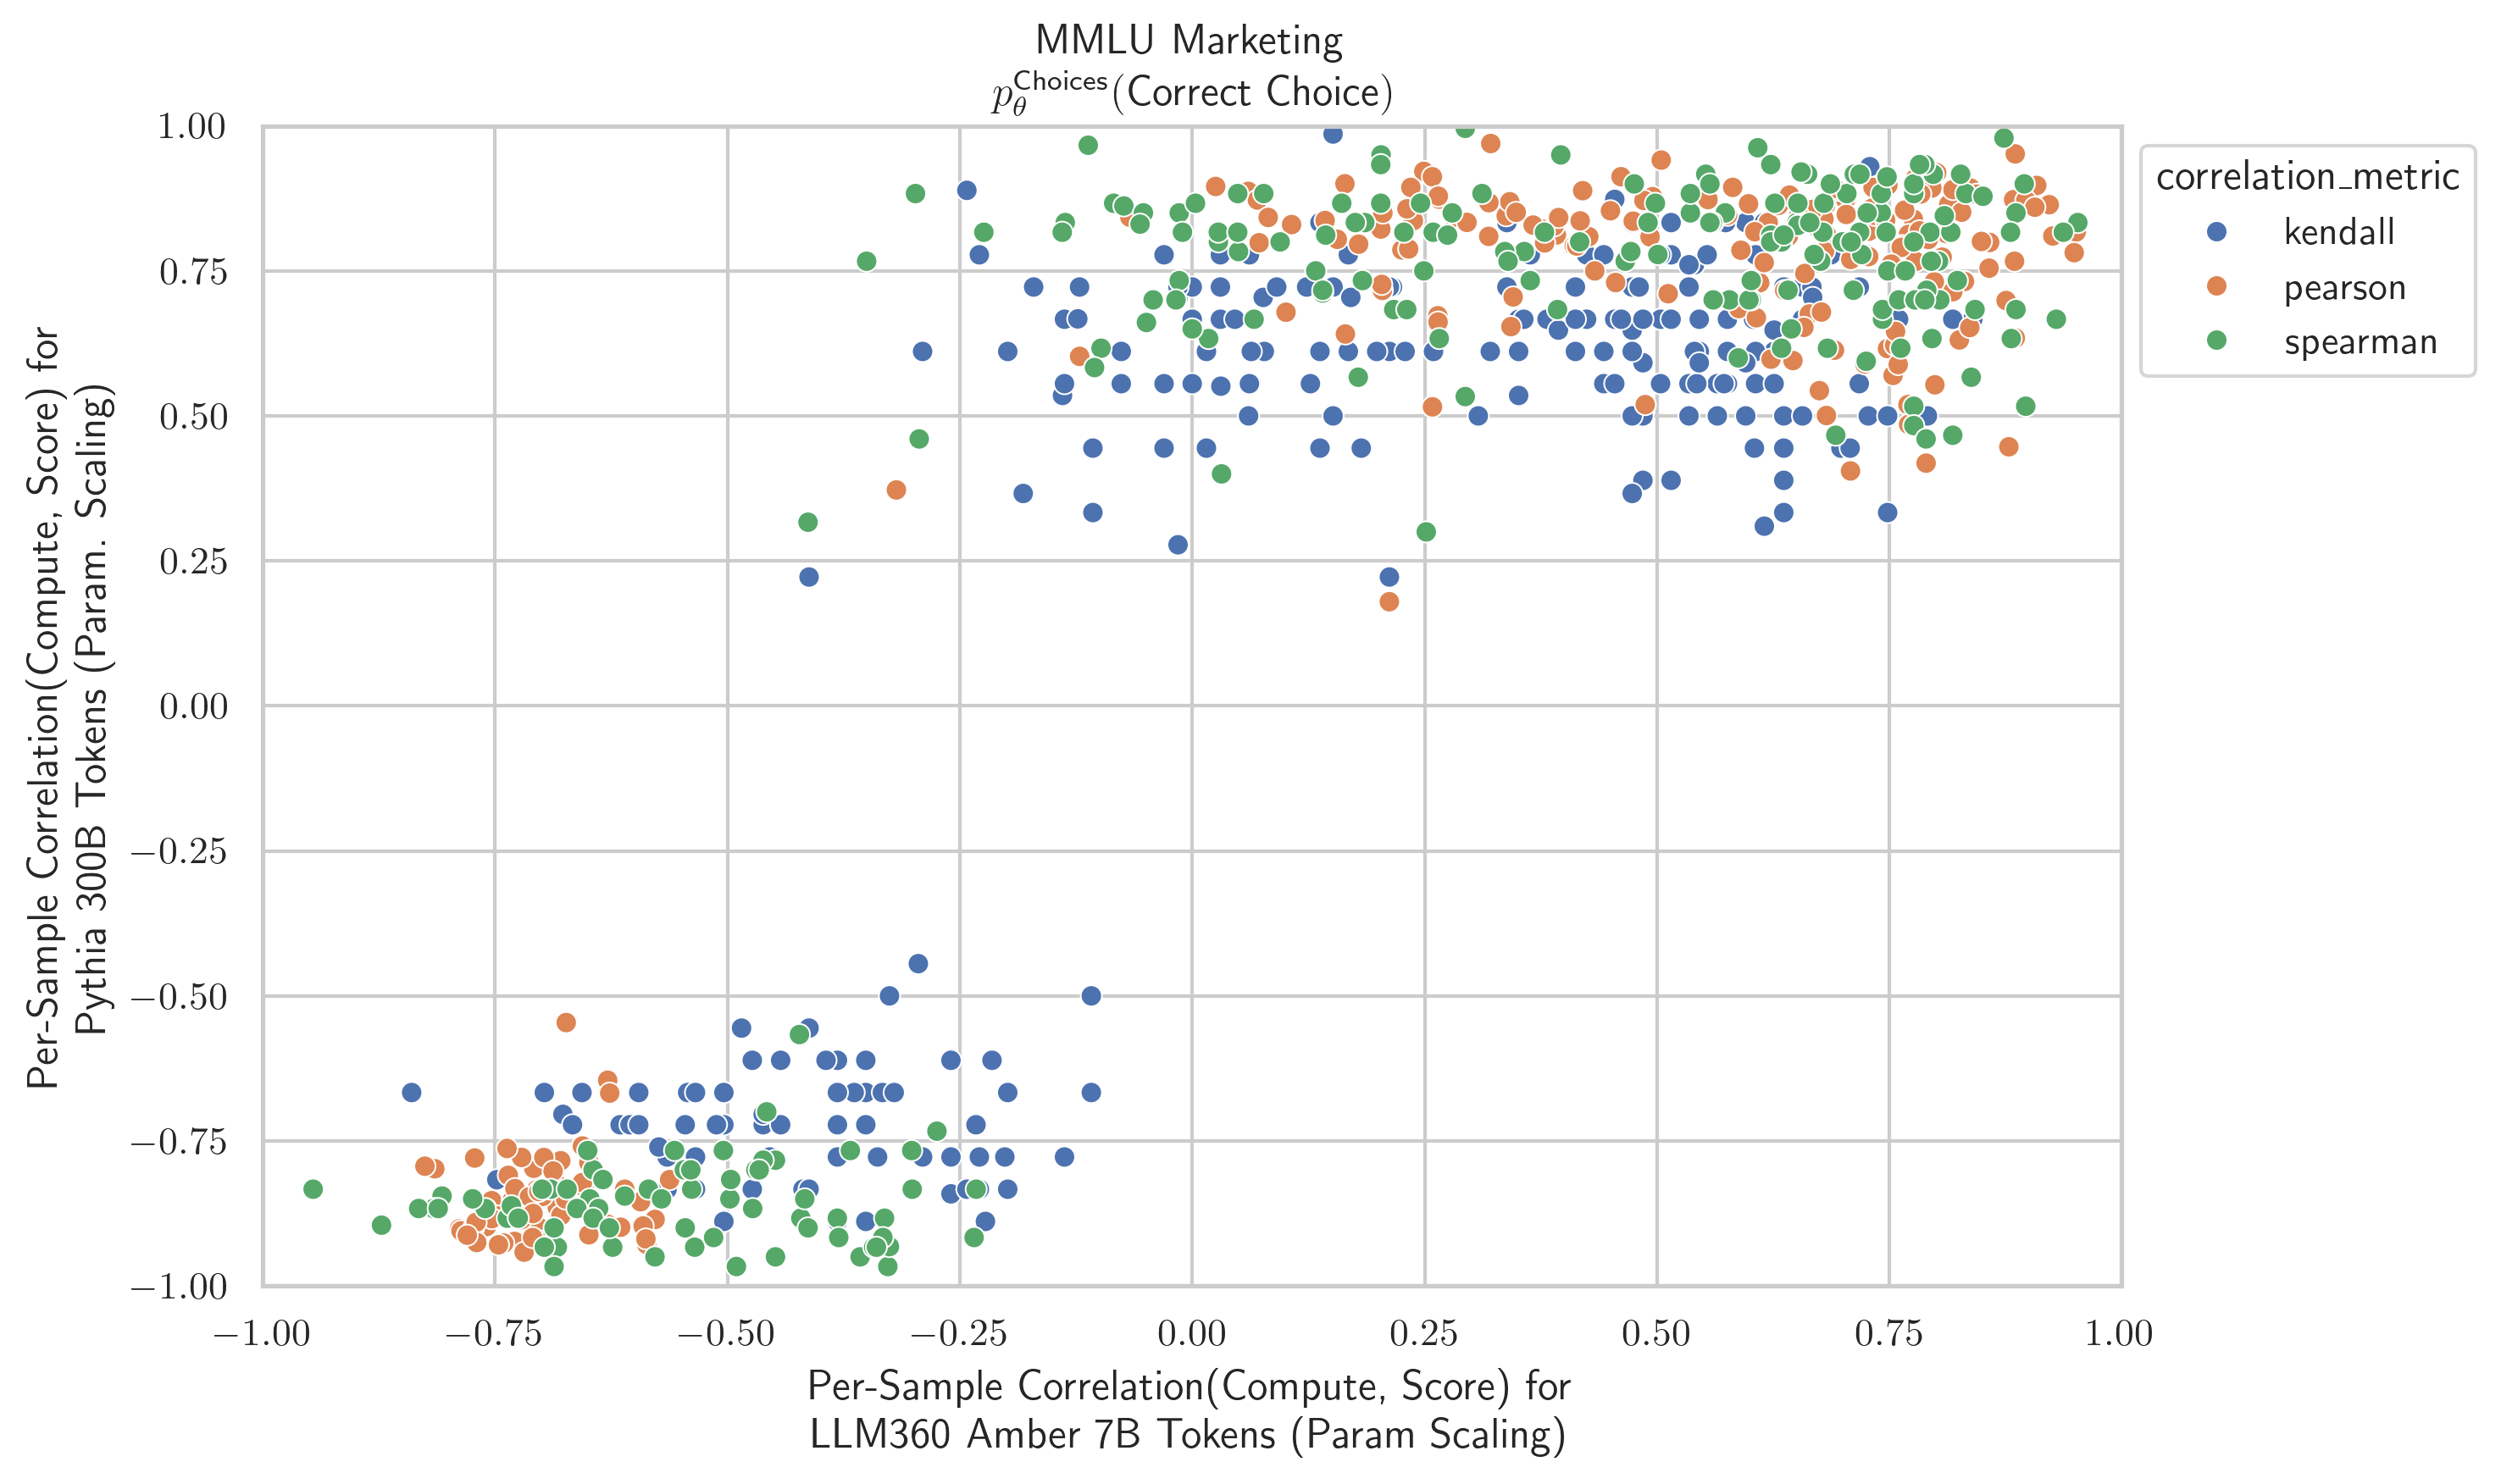 MMLU Marketing
p_θ^Choices(Correct Choice)
1.00
0.75
0.50
0.25
0.00
−0.25
−0.50
−0.75
−1.00
Per-Sample Correlation(Compute, Score) for
Pythia 300B Tokens (Param. Scaling)
−1.00
−0.75
−0.50
−0.25
0.00
0.25
0.50
0.75
1.00
Per-Sample Correlation(Compute, Score) for
LLM360 Amber 7B Tokens (Param Scaling)
correlation_metric
kendall
pearson
spearman